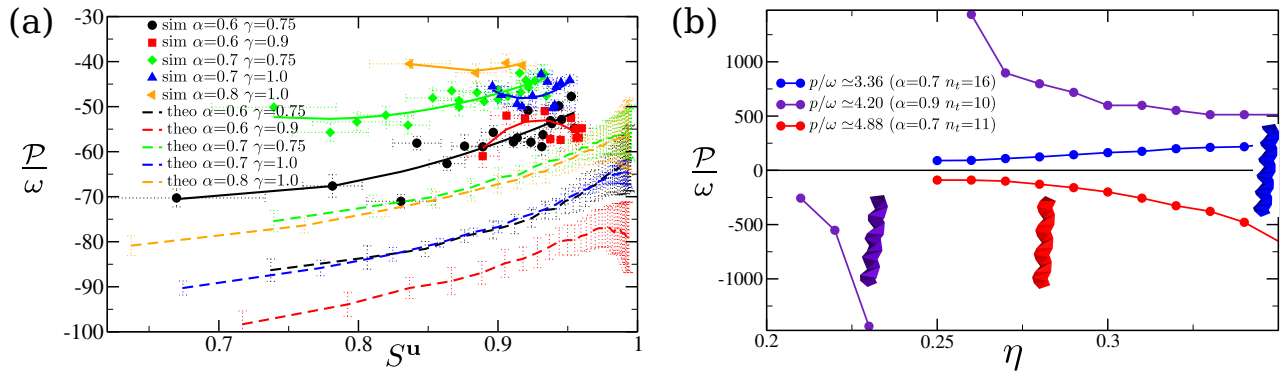 (a)
-30
-40
-50
-60
-70
-80
-90
-100
𝒫/ω
sim α=0.6 γ=0.75
sim α=0.6 γ=0.9
sim α=0.7 γ=0.75
sim α=0.7 γ=1.0
sim α=0.8 γ=1.0
theo α=0.6 γ=0.75
theo α=0.6 γ=0.9
theo α=0.7 γ=0.75
theo α=0.7 γ=1.0
theo α=0.8 γ=1.0
0.7 0.8 0.9 1
S^u
(b)
1000
500
0
-500
-1000
𝒫/ω
p/ω ≃3.36 (α=0.7 n_t=16)
p/ω ≃4.20 (α=0.9 n_t=10)
p/ω ≃4.88 (α=0.7 n_t=11)
0.2 0.25 0.3
η